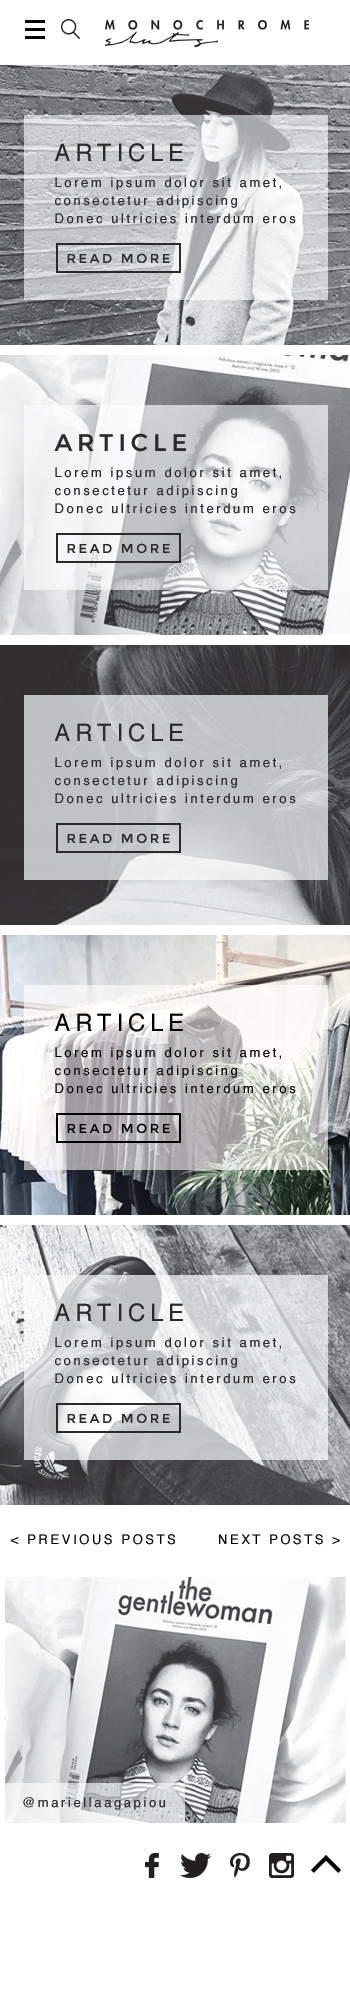 MONOCHROME
ARTICLE
Lorem ipsum dolor sit amet,
consectetur adipiscing
Donec ultricies interdum eros
READ MORE
ARTICLE
Lorem ipsum dolor sit amet,
consectetur adipiscing
Donec ultricies interdum eros
READ MORE
ARTICLE
Lorem ipsum dolor sit amet,
consectetur adipiscing
Donec ultricies interdum eros
READ MORE
ARTICLE
Lorem ipsum dolor sit amet,
consectetur adipiscing
Donec ultricies interdum eros
READ MORE
ARTICLE
Lorem ipsum dolor sit amet,
consectetur adipiscing
Donec ultricies interdum eros
READ MORE
Stan Smith
< PREVIOUS POSTS NEXT POSTS >
the
gentlewoman
@mariellaagapiou